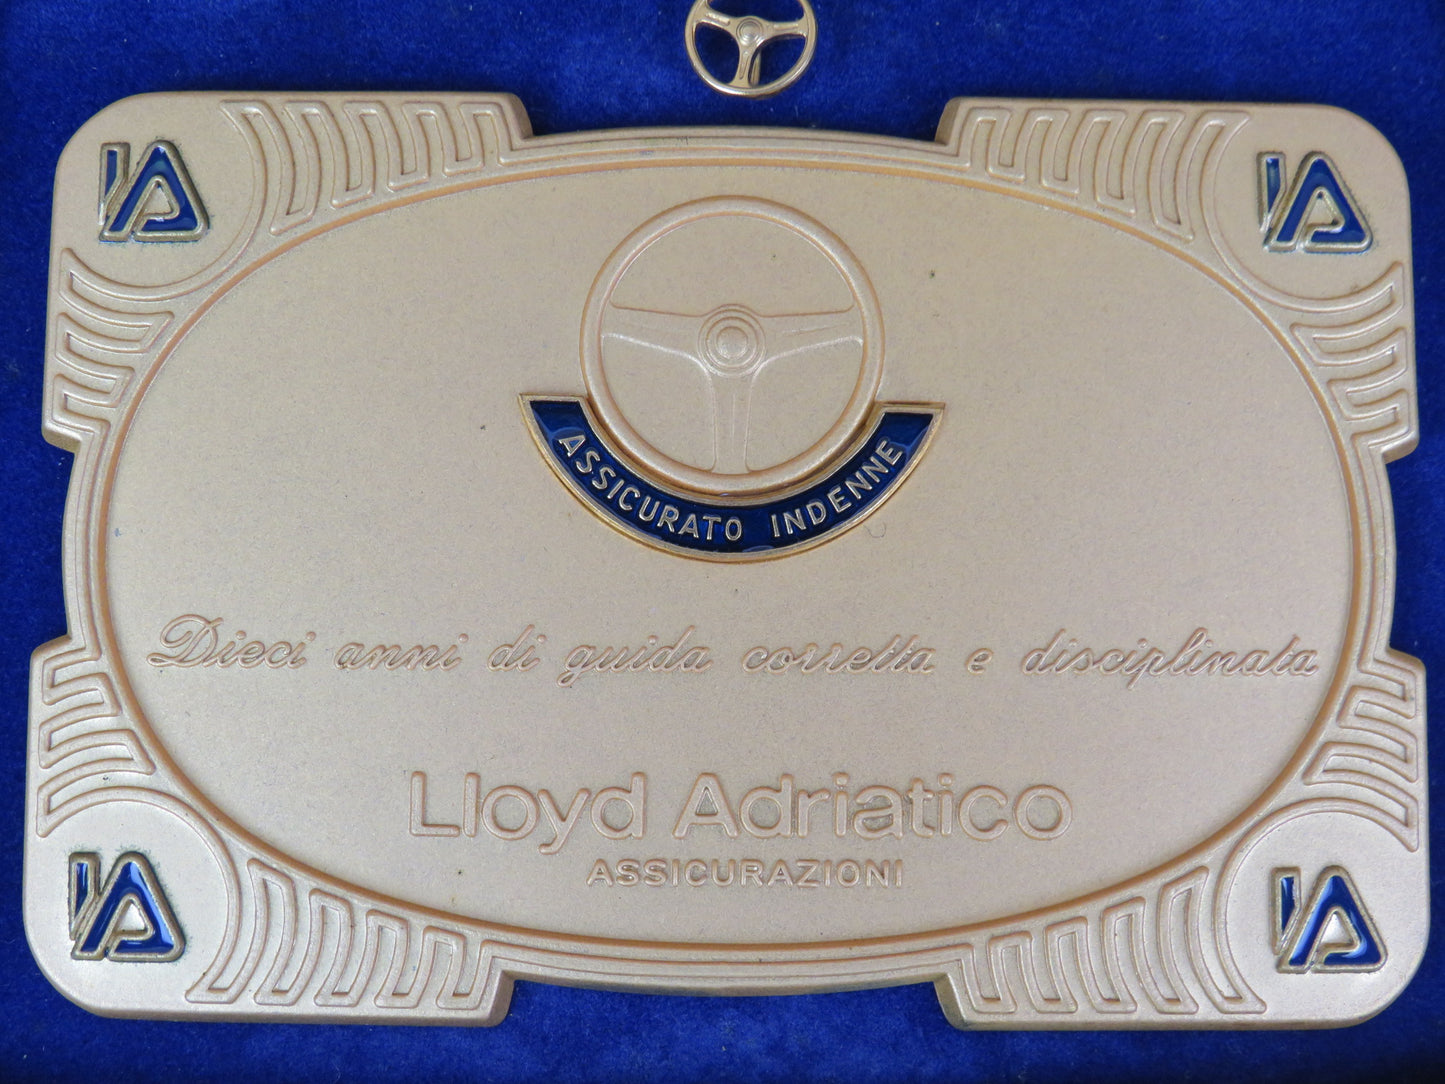 ASSICURATO INDENNE
Dieci anni di guida corretta e disciplinata
Lloyd Adriatico
ASSICURAZIONI